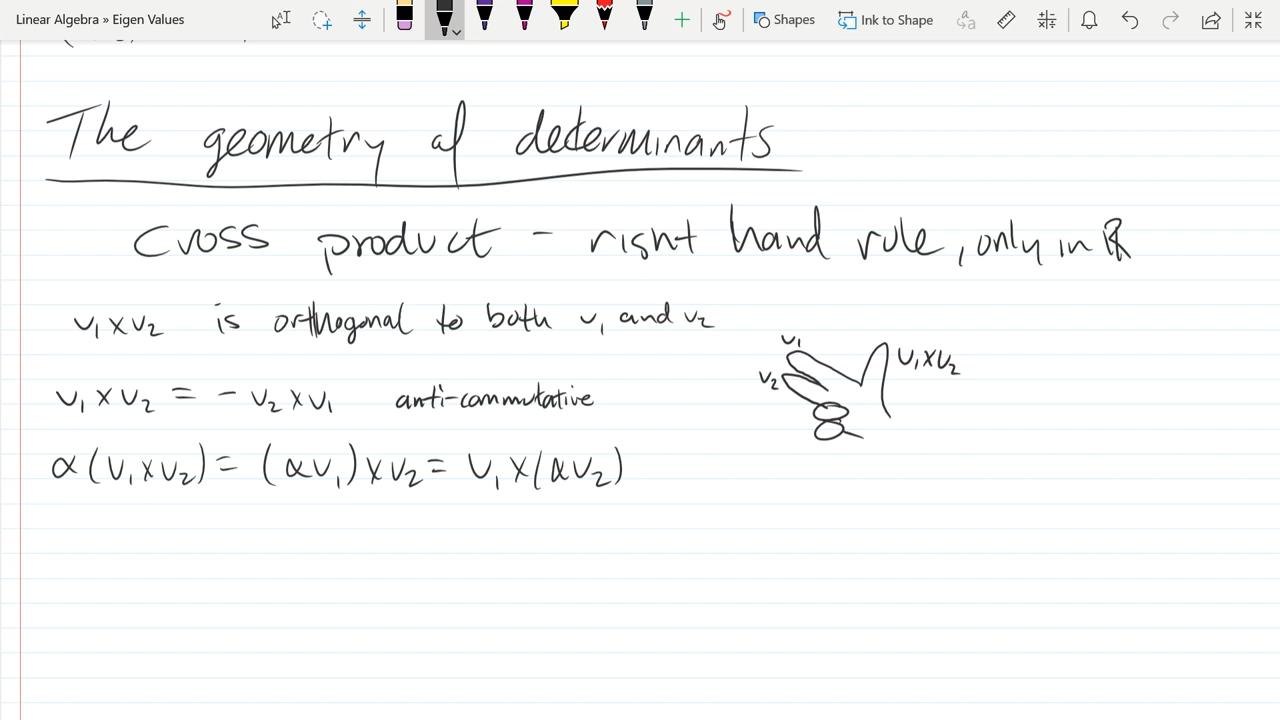 Linear Algebra » Eigen Values
Shapes
Ink to Shape
The geometry of determinants
Cross product - right hand rule, only in ℝ
v₁ × v₂ is orthogonal to both v₁ and v₂
v₁
v₁ × v₂
v₂
v₁ × v₂ = - v₂ × v₁ anti-commutative
α(v₁ × v₂) = (αv₁) × v₂ = v₁ × (αv₂)